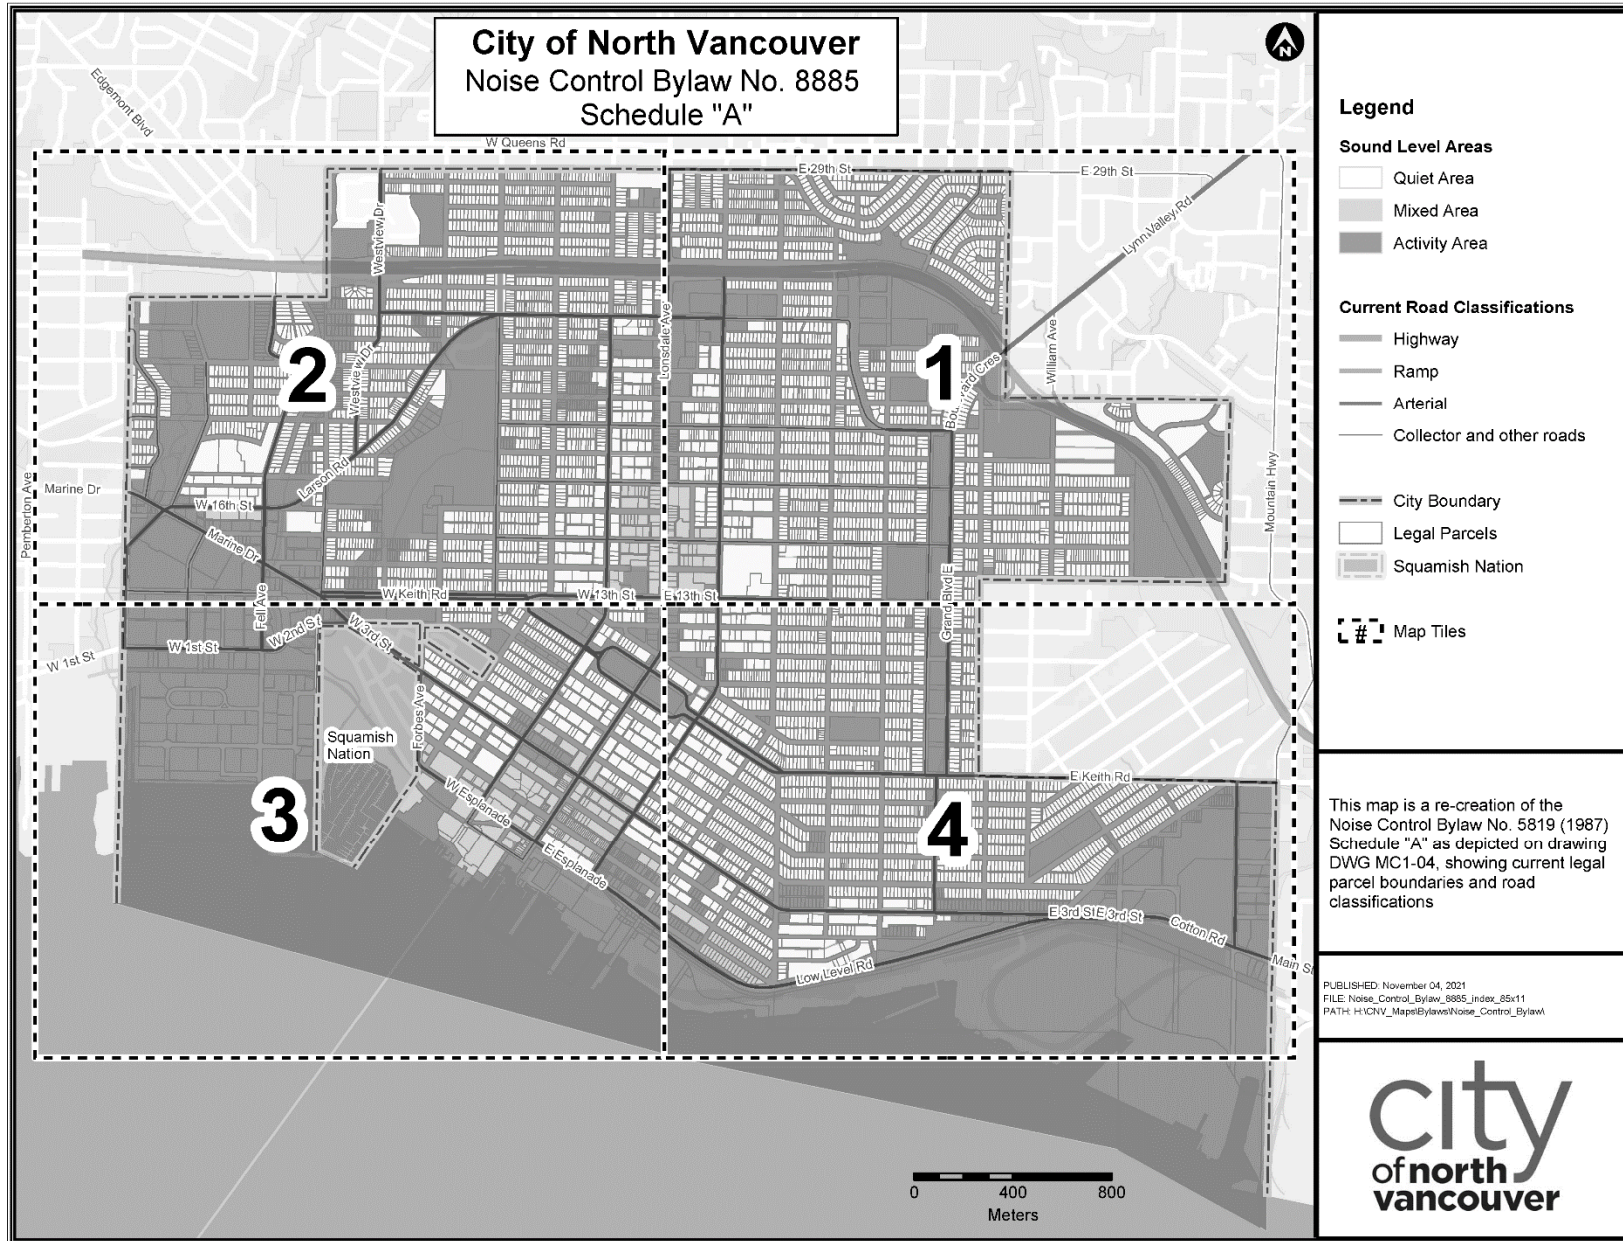 City of North Vancouver
Noise Control Bylaw No. 8885
Schedule "A"
N
Edgemont Blvd
W Queens Rd
E 29th St
E 29th St
Lynn Valley Rd
Westview Dr
Lonsdale Ave
William Ave
2
1
Westview Dr
Mountain Hwy
Larson Rd
Pemberton Ave
Marine Dr
W 16th St
Marine Dr
Fell Ave
W Keith Rd
W 13th St
E 13th St
Grand Blvd E
W 1st St
W 1st St
W 2nd St
W 3rd St
Forbes Ave
Squamish
Nation
3
W Esplanade
E Esplanade
E Keith Rd
4
E 3rd St
E 3rd St
Cotton Rd
Low Level Rd
Main St
0 400 800
Meters
Legend
Sound Level Areas
Quiet Area
Mixed Area
Activity Area
Current Road Classifications
Highway
Ramp
Arterial
Collector and other roads
City Boundary
Legal Parcels
Squamish Nation
# Map Tiles
This map is a re-creation of the
Noise Control Bylaw No. 5819 (1987)
Schedule "A" as depicted on drawing
DWG MC1-04, showing current legal
parcel boundaries and road
classifications
PUBLISHED: November 04, 2021
FILE: Noise_Control_Bylaw_8885_index_85x11
PATH: H:\CNV_Maps\Bylaws\Noise_Control_Bylaw\
city
of north
vancouver